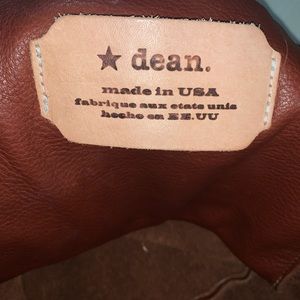 ★ dean.
made in USA
fabrique aux etats unis
hecho en EE.UU